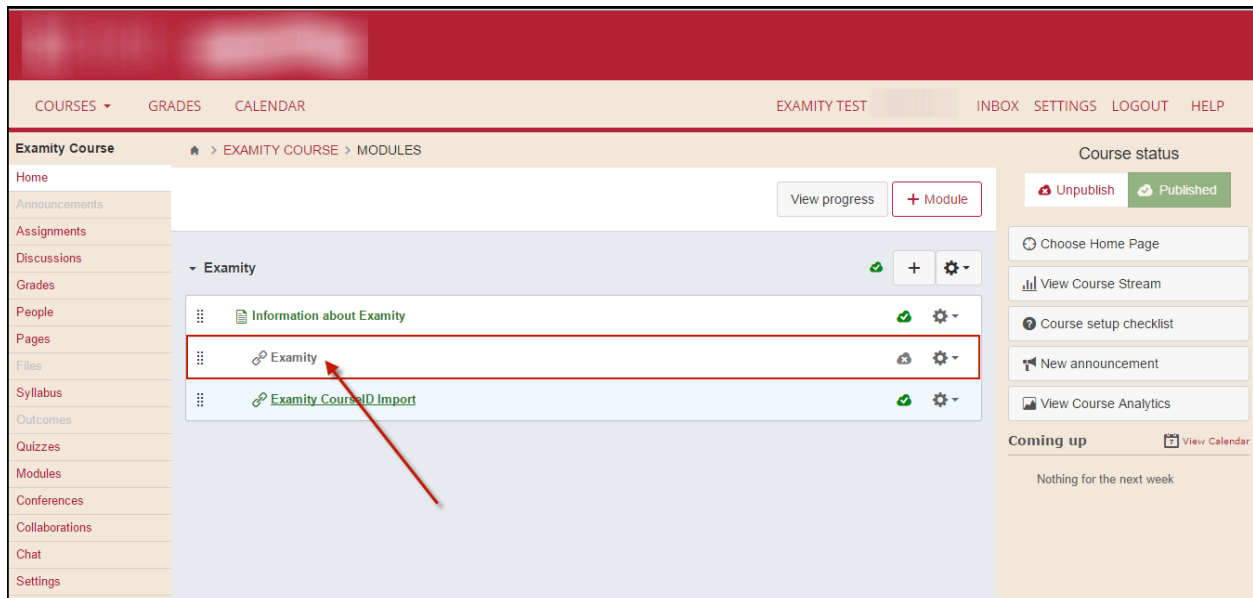 COURSES GRADES CALENDAR EXAMITY TEST INBOX SETTINGS LOGOUT HELP
Examity Course
Home
Announcements
Assignments
Discussions
Grades
People
Pages
Files
Syllabus
Outcomes
Quizzes
Modules
Conferences
Collaborations
Chat
Settings
> EXAMITY COURSE > MODULES
View progress + Module
Examity +
Information about Examity
Examity
Examity CourseID Import
Course status
Unpublish Published
Choose Home Page
View Course Stream
Course setup checklist
New announcement
View Course Analytics
Coming up 7 View Calendar
Nothing for the next week